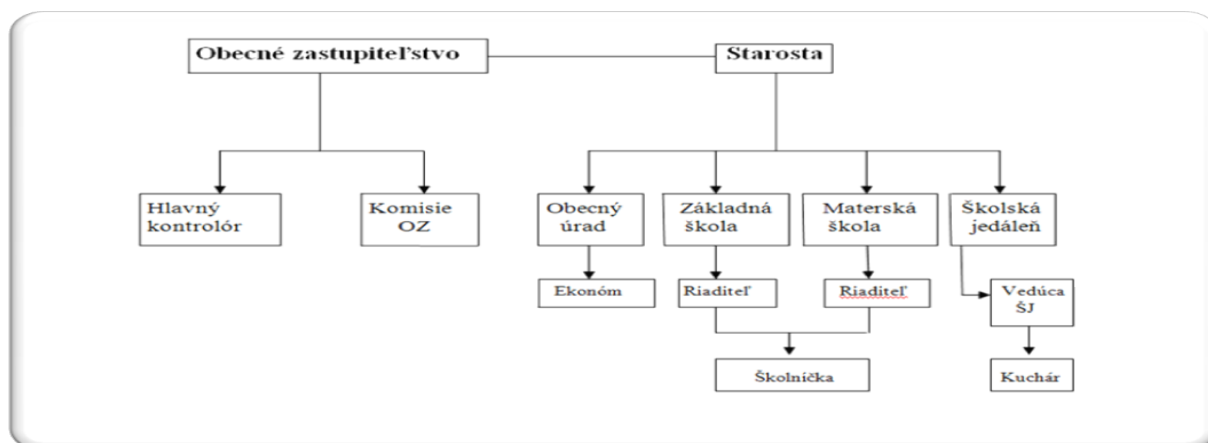 Obecné zastupiteľstvo
Starosta
Hlavný
kontrolór
Komisie
OZ
Obecný
úrad
Základná
škola
Materská
škola
Školská
jedáleň
Ekonóm
Riaditeľ
Riaditeľ
Vedúca
ŠJ
Školníčka
Kuchár